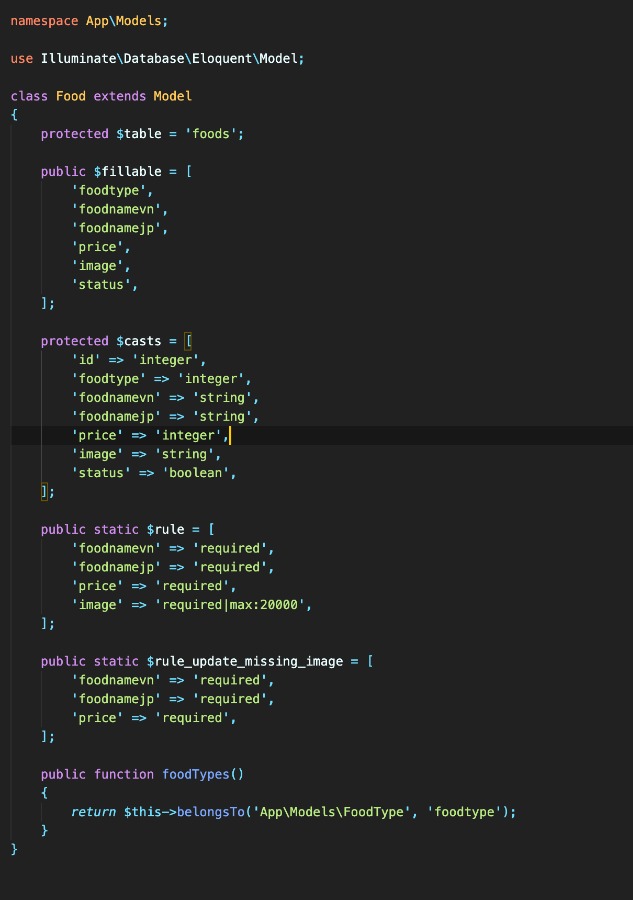 namespace App\Models;
use Illuminate\Database\Eloquent\Model;
class Food extends Model
{
    protected $table = 'foods';
    public $fillable = [
        'foodtype',
        'foodnamevn',
        'foodnamejp',
        'price',
        'image',
        'status',
    ];
    protected $casts = [
        'id' => 'integer',
        'foodtype' => 'integer',
        'foodnamevn' => 'string',
        'foodnamejp' => 'string',
        'price' => 'integer',
        'image' => 'string',
        'status' => 'boolean',
    ];
    public static $rule = [
        'foodnamevn' => 'required',
        'foodnamejp' => 'required',
        'price' => 'required',
        'image' => 'required|max:20000',
    ];
    public static $rule_update_missing_image = [
        'foodnamevn' => 'required',
        'foodnamejp' => 'required',
        'price' => 'required',
    ];
    public function foodTypes()
    {
        return $this->belongsTo('App\Models\FoodType', 'foodtype');
    }
}